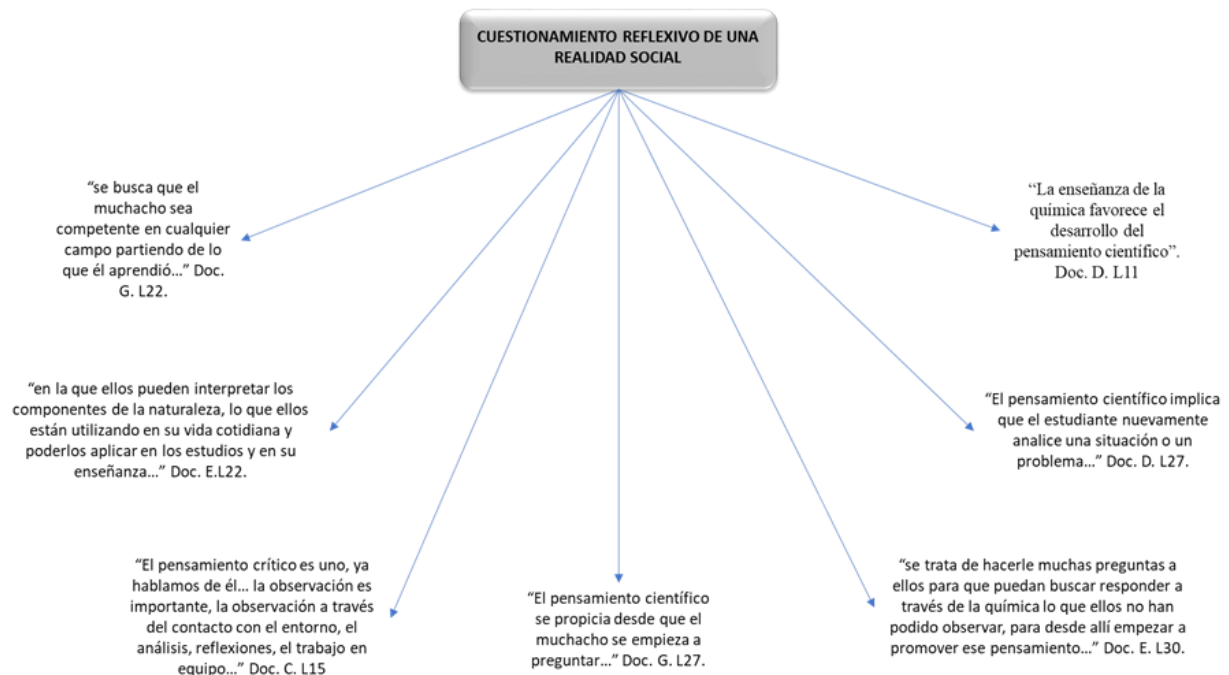 CUESTIONAMIENTO REFLEXIVO DE UNA
REALIDAD SOCIAL
“se busca que el
muchacho sea
competente en cualquier
campo partiendo de lo
que él aprendió…” Doc.
G. L22.
“La enseñanza de la
química favorece el
desarrollo del
pensamiento científico”.
Doc. D. L11
“en la que ellos pueden interpretar los
componentes de la naturaleza, lo que ellos
están utilizando en su vida cotidiana y
poderlos aplicar en los estudios y en su
enseñanza…” Doc. E.L22.
“El pensamiento científico implica
que el estudiante nuevamente
analice una situación o un
problema…” Doc. D. L27.
“El pensamiento crítico es uno, ya
hablamos de él… la observación es
importante, la observación a través
del contacto con el entorno, el
análisis, reflexiones, el trabajo en
equipo…” Doc. C. L15
“El pensamiento científico
se propicia desde que el
muchacho se empieza a
preguntar…” Doc. G. L27.
“se trata de hacerle muchas preguntas a
ellos para que puedan buscar responder a
través de la química lo que ellos no han
podido observar, para desde allí empezar a
promover ese pensamiento…” Doc. E. L30.